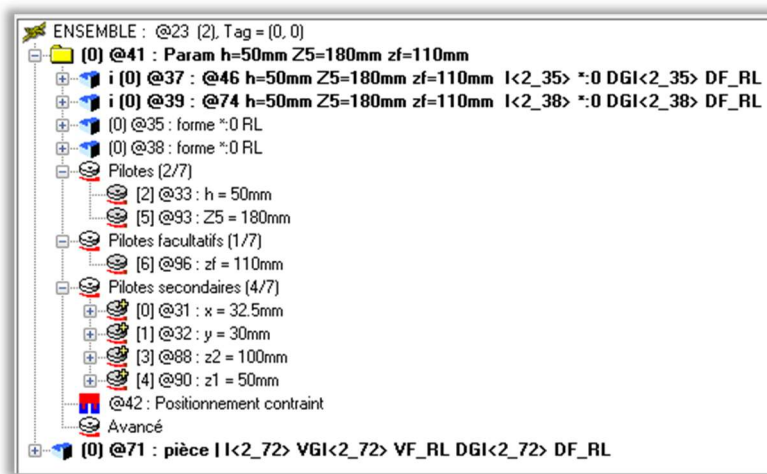 ENSEMBLE : @23 (2), Tag = (0, 0)
(0) @41 : Param h=50mm Z5=180mm zf=110mm
i (0) @37 : @46 h=50mm Z5=180mm zf=110mm I<2_35> *:0 DGI<2_35> DF_RL
i (0) @39 : @74 h=50mm Z5=180mm zf=110mm I<2_38> *:0 DGI<2_38> DF_RL
(0) @35 : forme *:0 RL
(0) @38 : forme *:0 RL
Pilotes (2/7)
[2] @33 : h = 50mm
[5] @93 : Z5 = 180mm
Pilotes facultatifs (1/7)
[6] @96 : zf = 110mm
Pilotes secondaires (4/7)
[0] @31 : x = 32.5mm
[1] @32 : y = 30mm
[3] @88 : z2 = 100mm
[4] @90 : z1 = 50mm
@42 : Positionnement contraint
Avancé
(0) @71 : pièce | I<2_72> VGI<2_72> VF_RL DGI<2_72> DF_RL